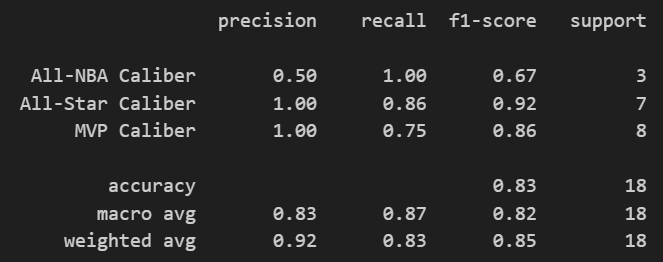 precision recall f1-score support
All-NBA Caliber 0.50 1.00 0.67 3
All-Star Caliber 1.00 0.86 0.92 7
MVP Caliber 1.00 0.75 0.86 8
accuracy 0.83 18
macro avg 0.83 0.87 0.82 18
weighted avg 0.92 0.83 0.85 18